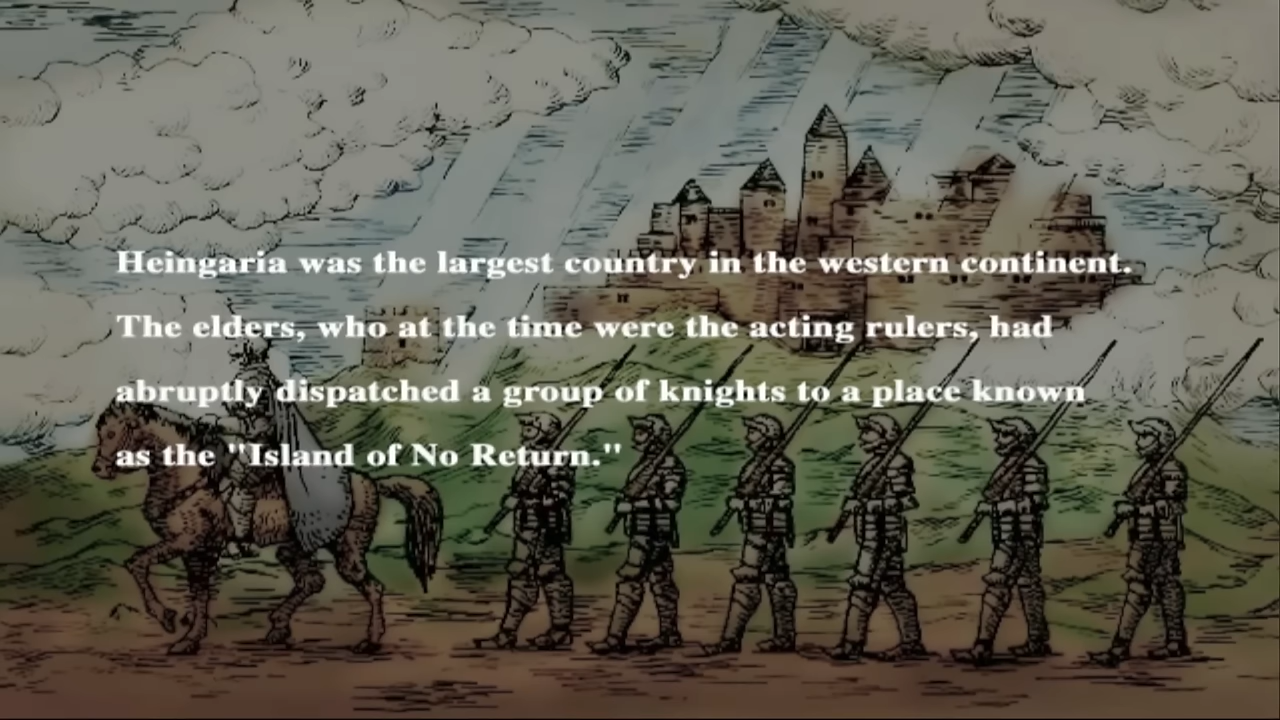 Heingaria was the largest country in the western continent.
The elders, who at the time were the acting rulers, had
abruptly dispatched a group of knights to a place known
as the "Island of No Return."